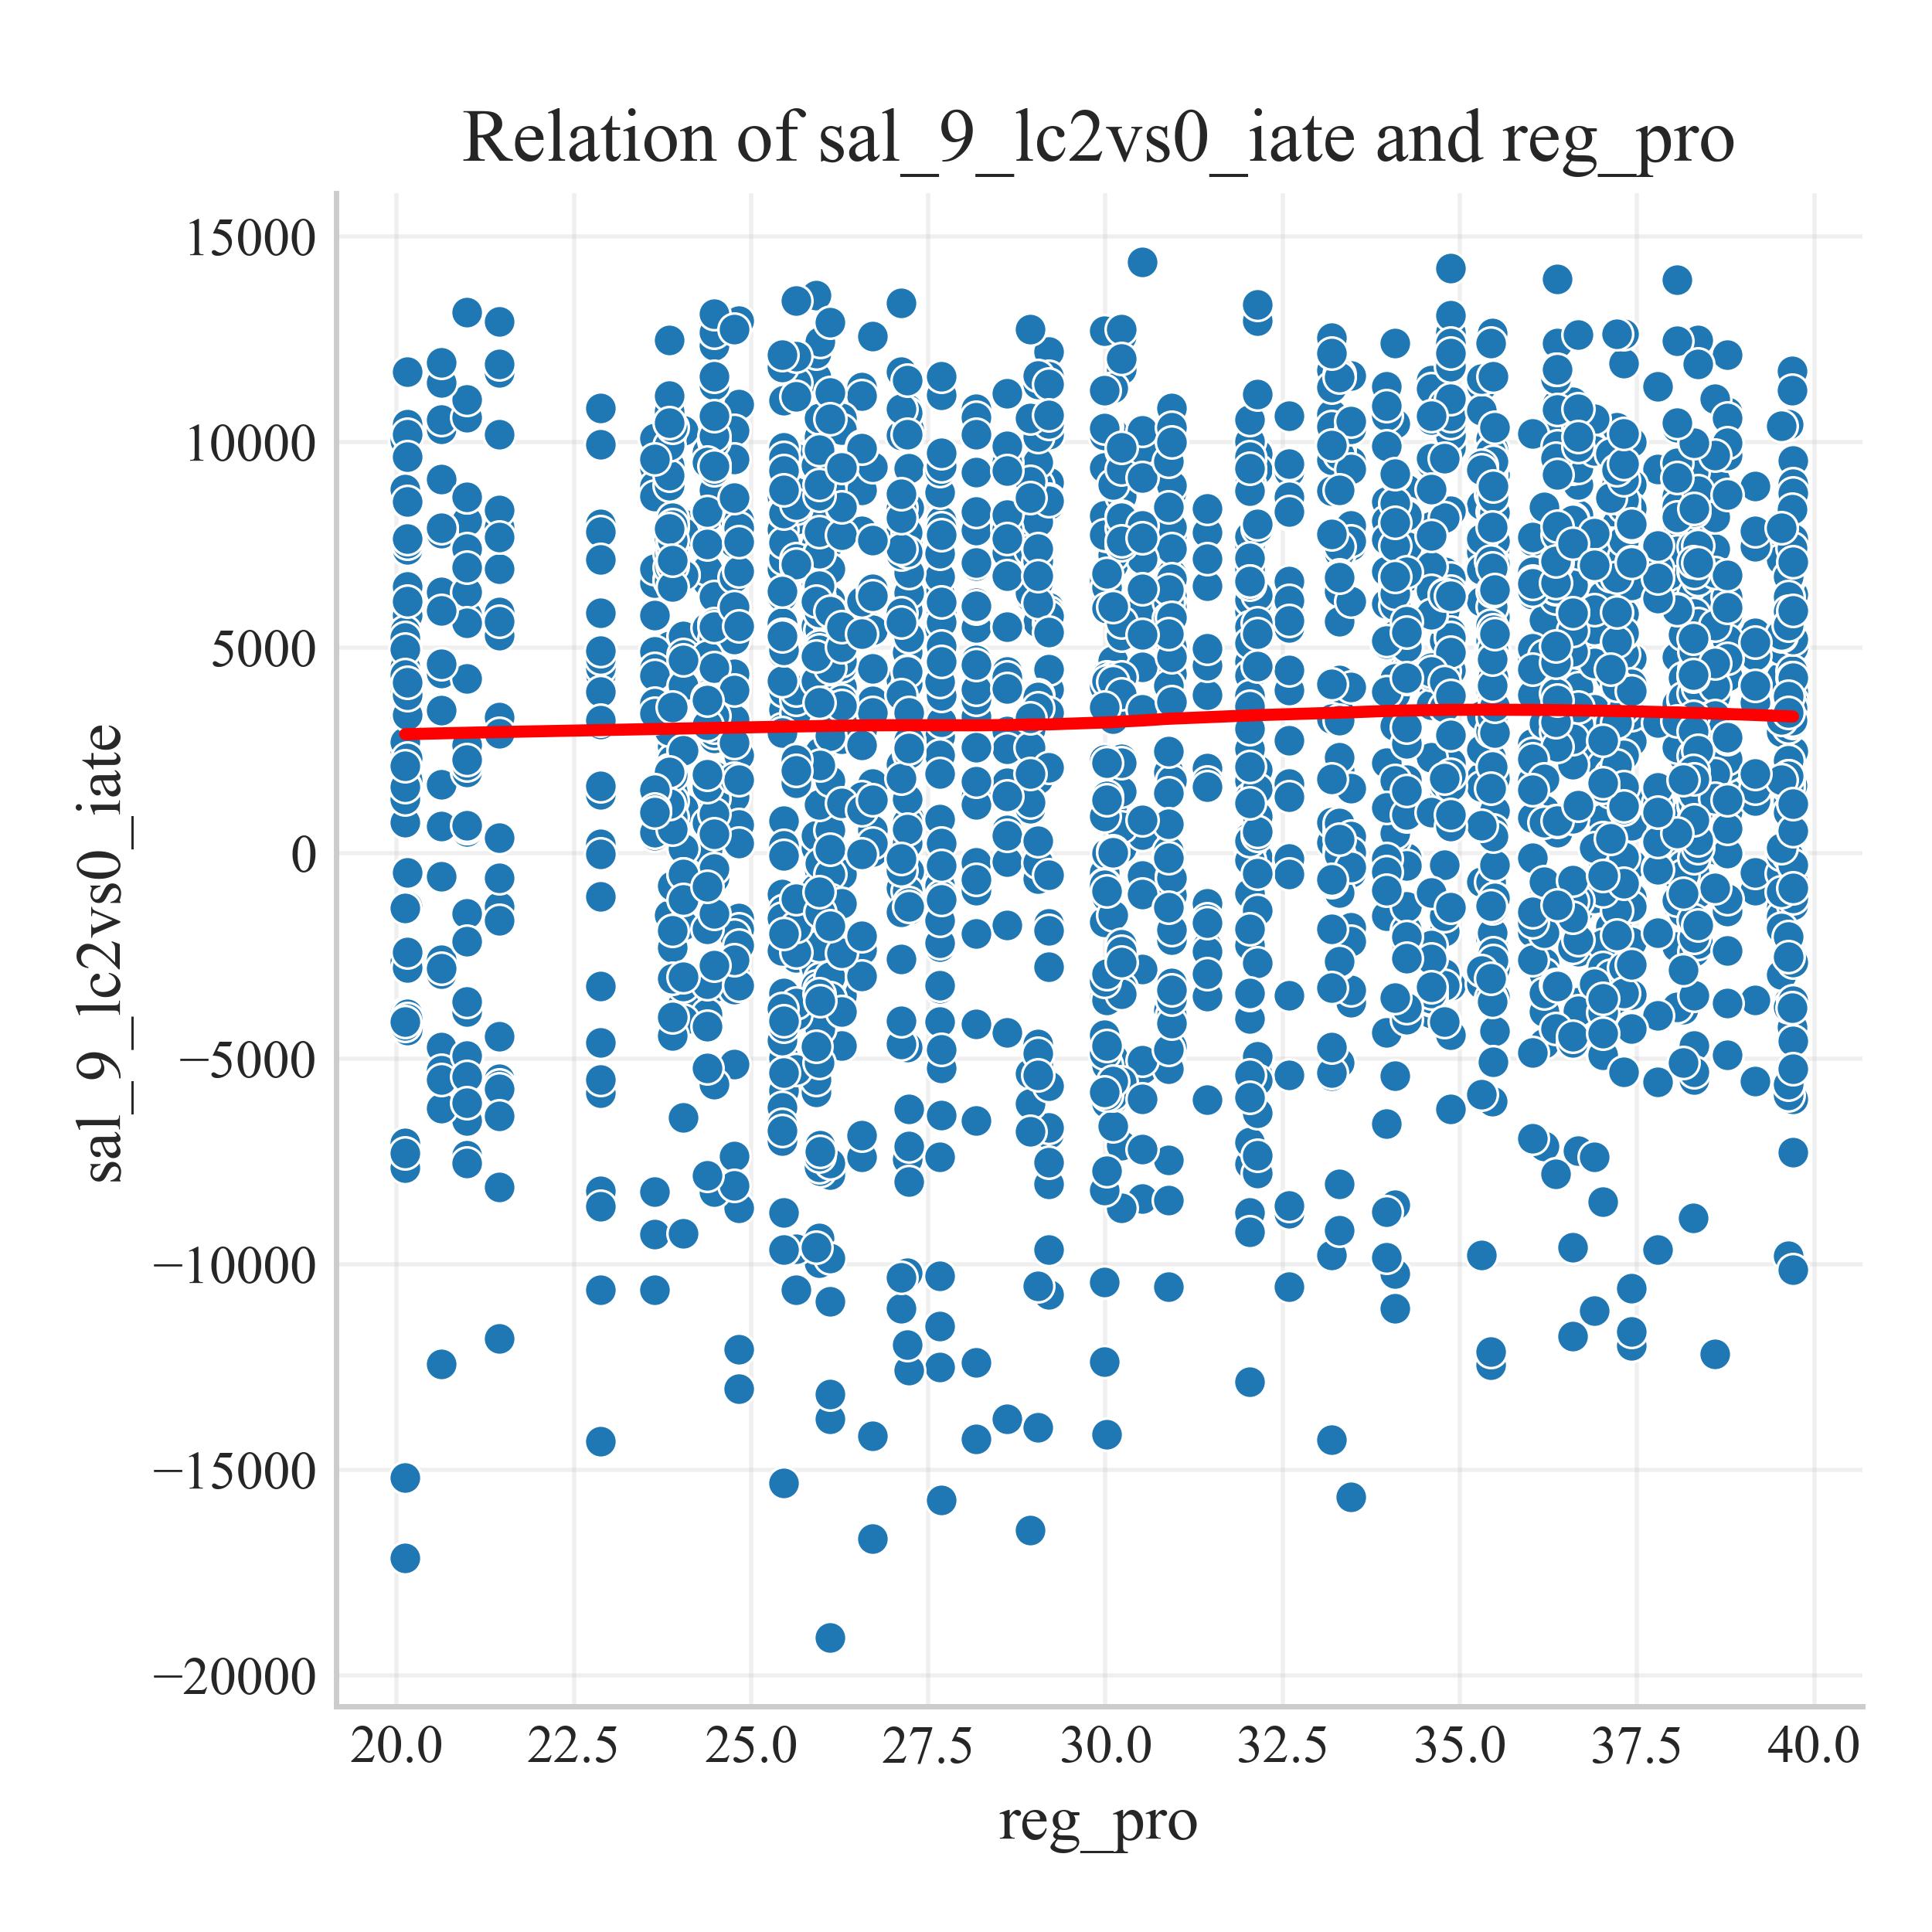 Relation of sal_9_lc2vs0_iate and reg_pro
15000
10000
5000
0
−5000
−10000
−15000
−20000
sal_9_lc2vs0_iate
20.0 22.5 25.0 27.5 30.0 32.5 35.0 37.5 40.0
reg_pro